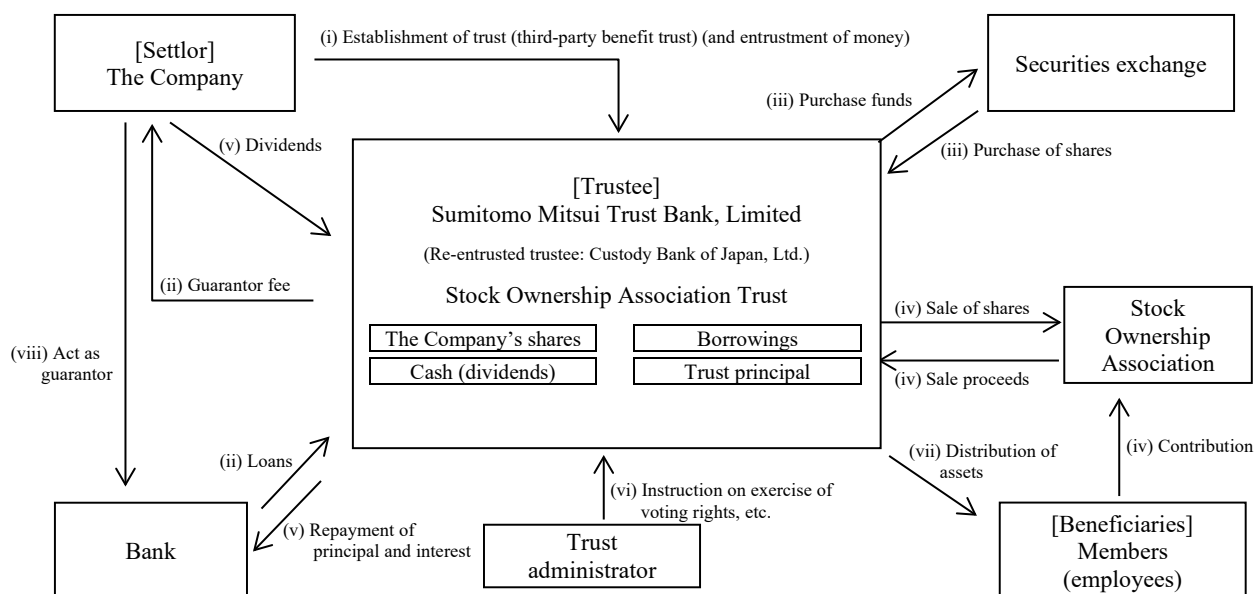 [Settlor]
The Company
(i) Establishment of trust (third-party benefit trust) (and entrustment of money)
Securities exchange
(iii) Purchase funds
(iii) Purchase of shares
(v) Dividends
(ii) Guarantor fee
(viii) Act as
guarantor
[Trustee]
Sumitomo Mitsui Trust Bank, Limited
(Re-entrusted trustee: Custody Bank of Japan, Ltd.)
Stock Ownership Association Trust
The Company’s shares
Borrowings
Cash (dividends)
Trust principal
(iv) Sale of shares
(iv) Sale proceeds
Stock
Ownership
Association
(iv) Contribution
(vii) Distribution of
assets
(ii) Loans
(v) Repayment of
principal and interest
(vi) Instruction on exercise of
voting rights, etc.
Bank
Trust
administrator
[Beneficiaries]
Members
(employees)